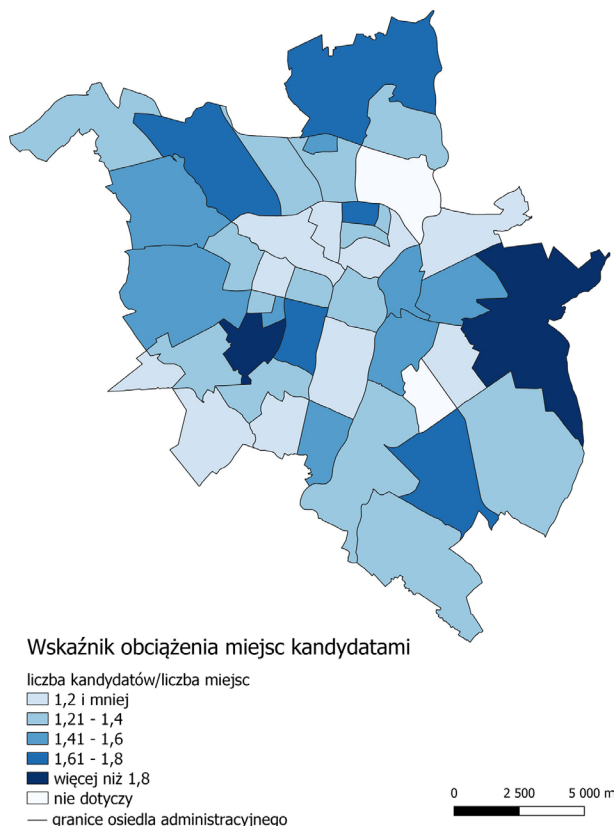 Wskaźnik obciążenia miejsc kandydatami
liczba kandydatów/liczba miejsc
1,2 i mniej
1,21 - 1,4
1,41 - 1,6
1,61 - 1,8
więcej niż 1,8
nie dotyczy
granice osiedla administracyjnego
0 2 500 5 000 m